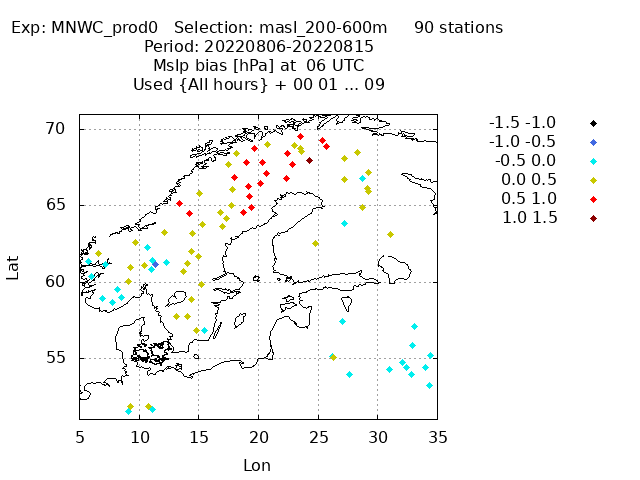 Exp: MNWC_prod0   Selection: masl_200-600m     90 stations
Period: 20220806-20220815
Mslp bias [hPa] at  06 UTC
Used {All hours} + 00 01 ... 09
-1.5 -1.0
-1.0 -0.5
-0.5 0.0
0.0 0.5
0.5 1.0
1.0 1.5
70
65
60
55
Lat
5 10 15 20 25 30 35
Lon